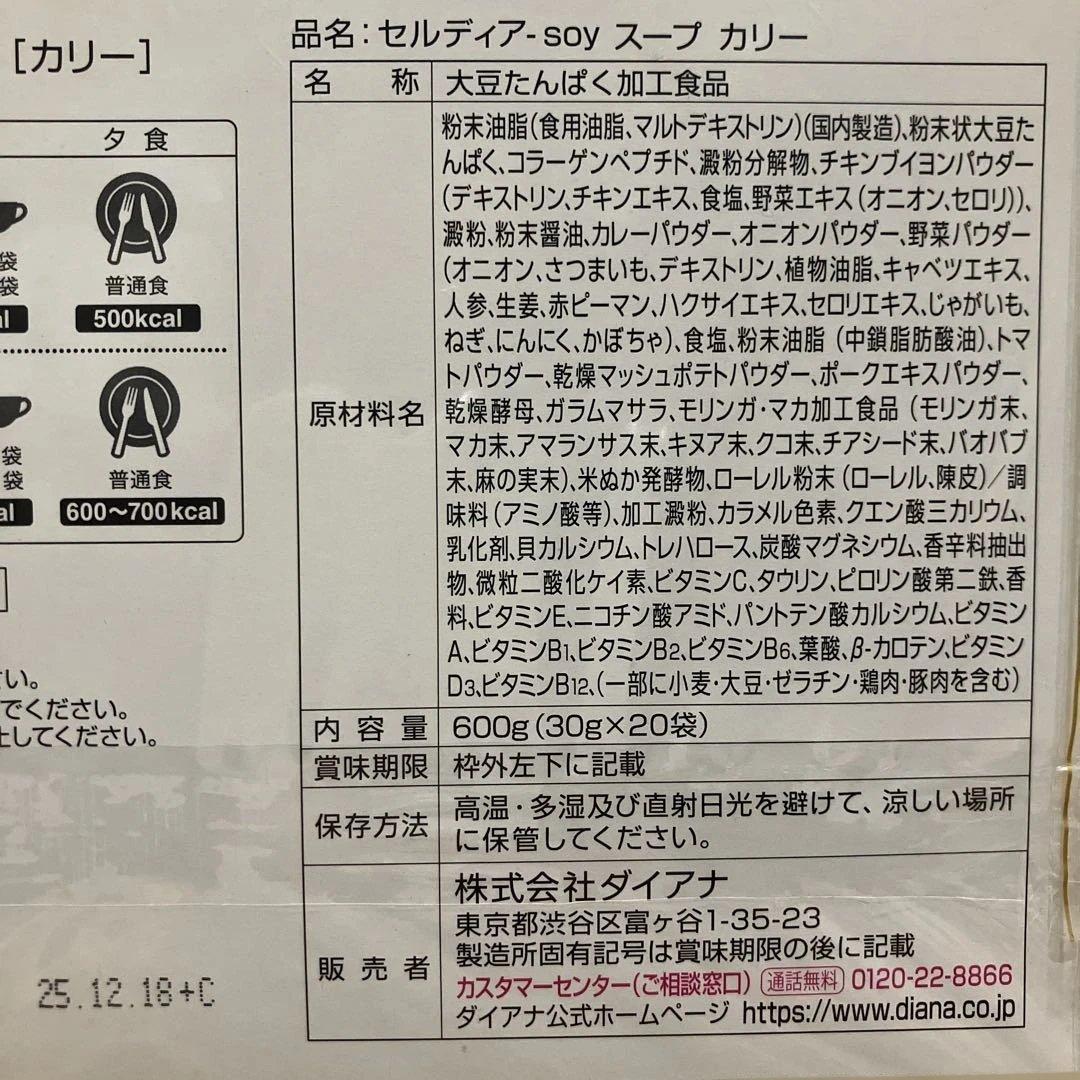 [カリー]
夕食
袋
袋
普通食
al
500kcal
袋
袋
普通食
al
600〜700kcal
さい。
でください。
止してください。
25.12.18+C
品名：セルディア-soy スープ カリー
名 称
大豆たんぱく加工食品
原材料名
粉末油脂(食用油脂、マルトデキストリン)(国内製造)、粉末状大豆た
んぱく、コラーゲンペプチド、澱粉分解物、チキンブイヨンパウダー
(デキストリン、チキンエキス、食塩、野菜エキス(オニオン、セロリ))、
澱粉、粉末醤油、カレーパウダー、オニオンパウダー、野菜パウダー
(オニオン、さつまいも、デキストリン、植物油脂、キャベツエキス、
人参、生姜、赤ピーマン、ハクサイエキス、セロリエキス、じゃがいも、
ねぎ、にんにく、かぼちゃ)、食塩、粉末油脂(中鎖脂肪酸油)、トマ
トパウダー、乾燥マッシュポテトパウダー、ポークエキスパウダー、
乾燥酵母、ガラムマサラ、モリンガ・マカ加工食品(モリンガ末、
マカ末、アマランサス末、キヌア末、クコ末、チアシード末、バオバブ
末、麻の実末)、米ぬか発酵物、ローレル粉末(ローレル、陳皮)／調
味料(アミノ酸等)、加工澱粉、カラメル色素、クエン酸三カリウム、
乳化剤、貝カルシウム、トレハロース、炭酸マグネシウム、香辛料抽出
物、微粒二酸化ケイ素、ビタミンC、タウリン、ピロリン酸第二鉄、香
料、ビタミンE、ニコチン酸アミド、パントテン酸カルシウム、ビタミン
A、ビタミンB1、ビタミンB2、ビタミンB6、葉酸、β-カロテン、ビタミン
D3、ビタミンB12、(一部に小麦・大豆・ゼラチン・鶏肉・豚肉を含む)
内容量
600g(30g×20袋)
賞味期限
枠外左下に記載
保存方法
高温・多湿及び直射日光を避けて、涼しい場所
に保管してください。
販売者
株式会社ダイアナ
東京都渋谷区富ヶ谷1-35-23
製造所固有記号は賞味期限の後に記載
カスタマーセンター(ご相談窓口) 通話無料 0120-22-8866
ダイアナ公式ホームページ https://www.diana.co.jp